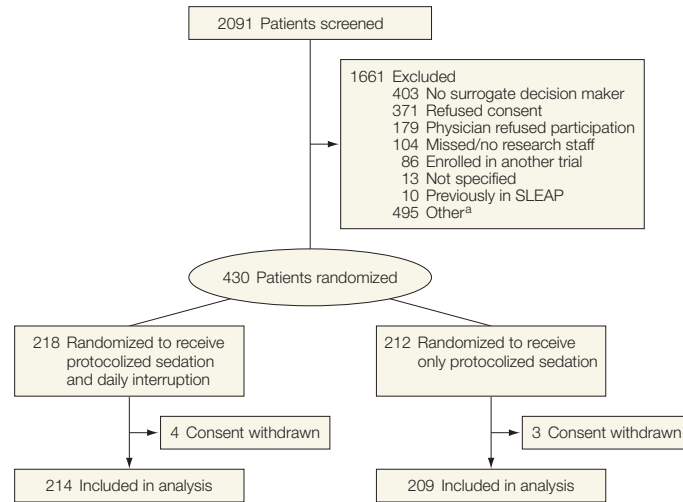 2091 Patients screened
1661 Excluded
403 No surrogate decision maker
371 Refused consent
179 Physician refused participation
104 Missed/no research staff
86 Enrolled in another trial
13 Not specified
10 Previously in SLEAP
495 Otherᵃ
430 Patients randomized
218 Randomized to receive
protocolized sedation
and daily interruption
212 Randomized to receive
only protocolized sedation
4 Consent withdrawn
3 Consent withdrawn
214 Included in analysis
209 Included in analysis